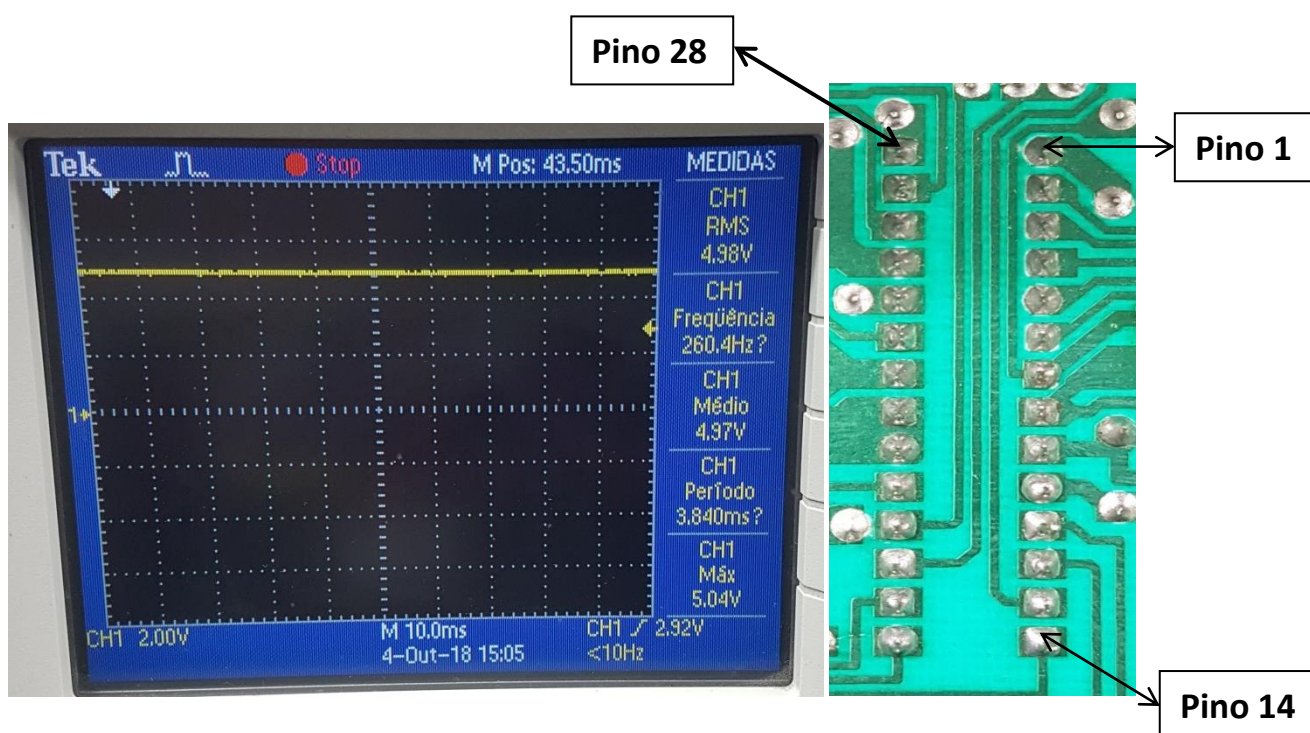 Pino 28
Pino 1
Pino 14
Tek
Stop
M Pos: 43.50ms
MEDIDAS
CH1
RMS
4.98V
CH1
Freqüência
260.4Hz?
CH1
Médio
4.97V
CH1
Período
3.840ms?
CH1
Máx
5.04V
1
CH1 2.00V
M 10.0ms
CH1 / 2.92V
4-Out-18 15:05
<10Hz